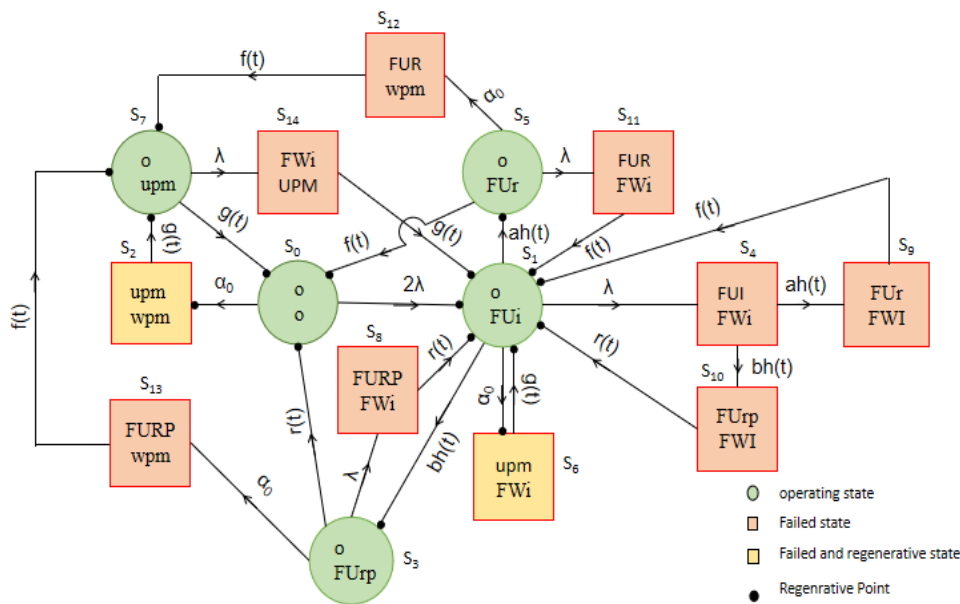 S12
FUR
wpm
f(t)
α0
S7
o
upm
λ
S14
FWi
UPM
S5
o
FUr
λ
S11
FUR
FWi
g(t)
g(t)
g(t)
f(t)
ah(t)
f(t)
f(t)
f(t)
S2
upm
wpm
α0
S0
o
o
2λ
S1
o
FUi
λ
S4
FUI
FWi
ah(t)
S9
FUr
FWI
S8
FURP
FWi
r(t)
r(t)
λ
bh(t)
α0
g(t)
r(t)
S10
bh(t)
FUrp
FWI
S13
FURP
wpm
α0
upm
FWi
S6
o
FUrp
S3
operating state
Failed state
Failed and regenerative state
Regenrative Point